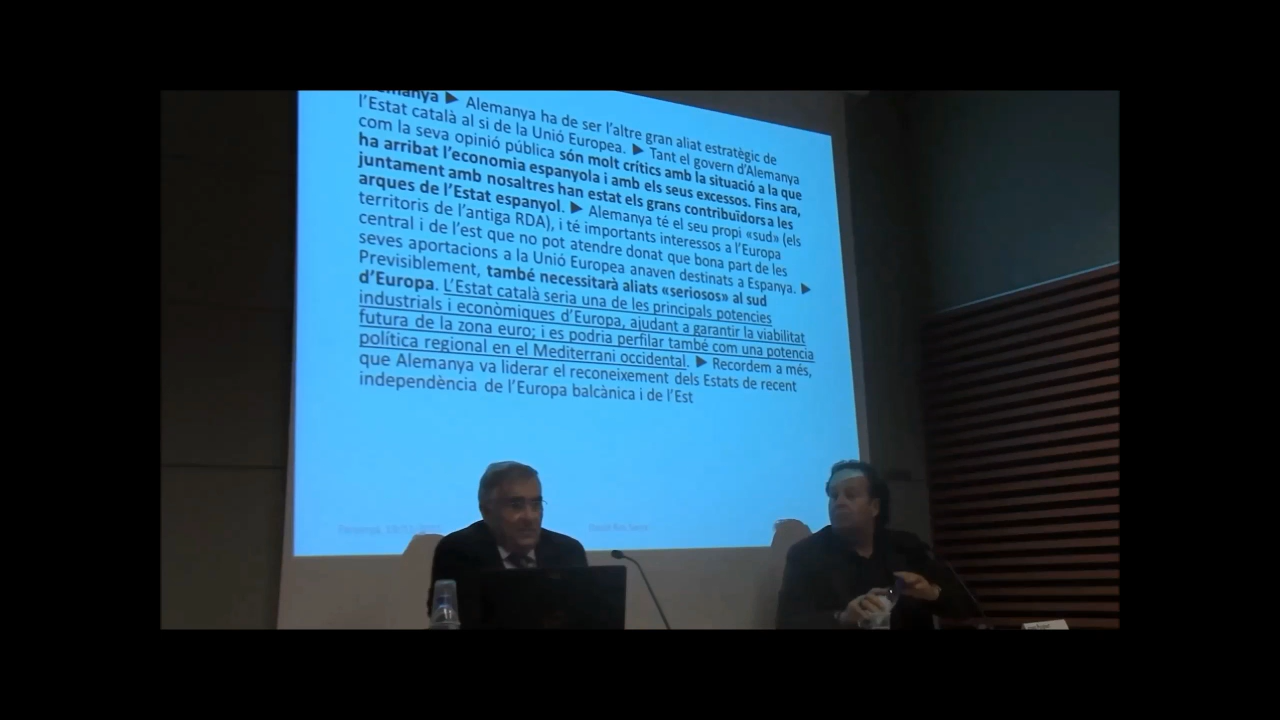 Alemanya ► Alemanya ha de ser l'altre gran aliat estratègic de
l'Estat català al si de la Unió Europea. ► Tant el govern d'Alemanya
com la seva opinió pública són molt crítics amb la situació a la que
ha arribat l'economia espanyola i amb els seus excessos. Fins ara,
juntament amb nosaltres han estat els grans contribuïdors a les
arques de l'Estat espanyol. ► Alemanya té el seu propi «sud» (els
territoris de l'antiga RDA), i té importants interessos a l'Europa
central i de l'est que no pot atendre donat que bona part de les
seves aportacions a la Unió Europea anaven destinats a Espanya. ►
Previsiblement, també necessitarà aliats «seriosos» al sud
d'Europa. L'Estat català seria una de les principals potencies
industrials i econòmiques d'Europa, ajudant a garantir la viabilitat
futura de la zona euro; i es podria perfilar també com una potencia
política regional en el Mediterrani occidental. ► Recordem a més,
que Alemanya va liderar el reconeixement dels Estats de recent
independència de l'Europa balcànica i de l'Est